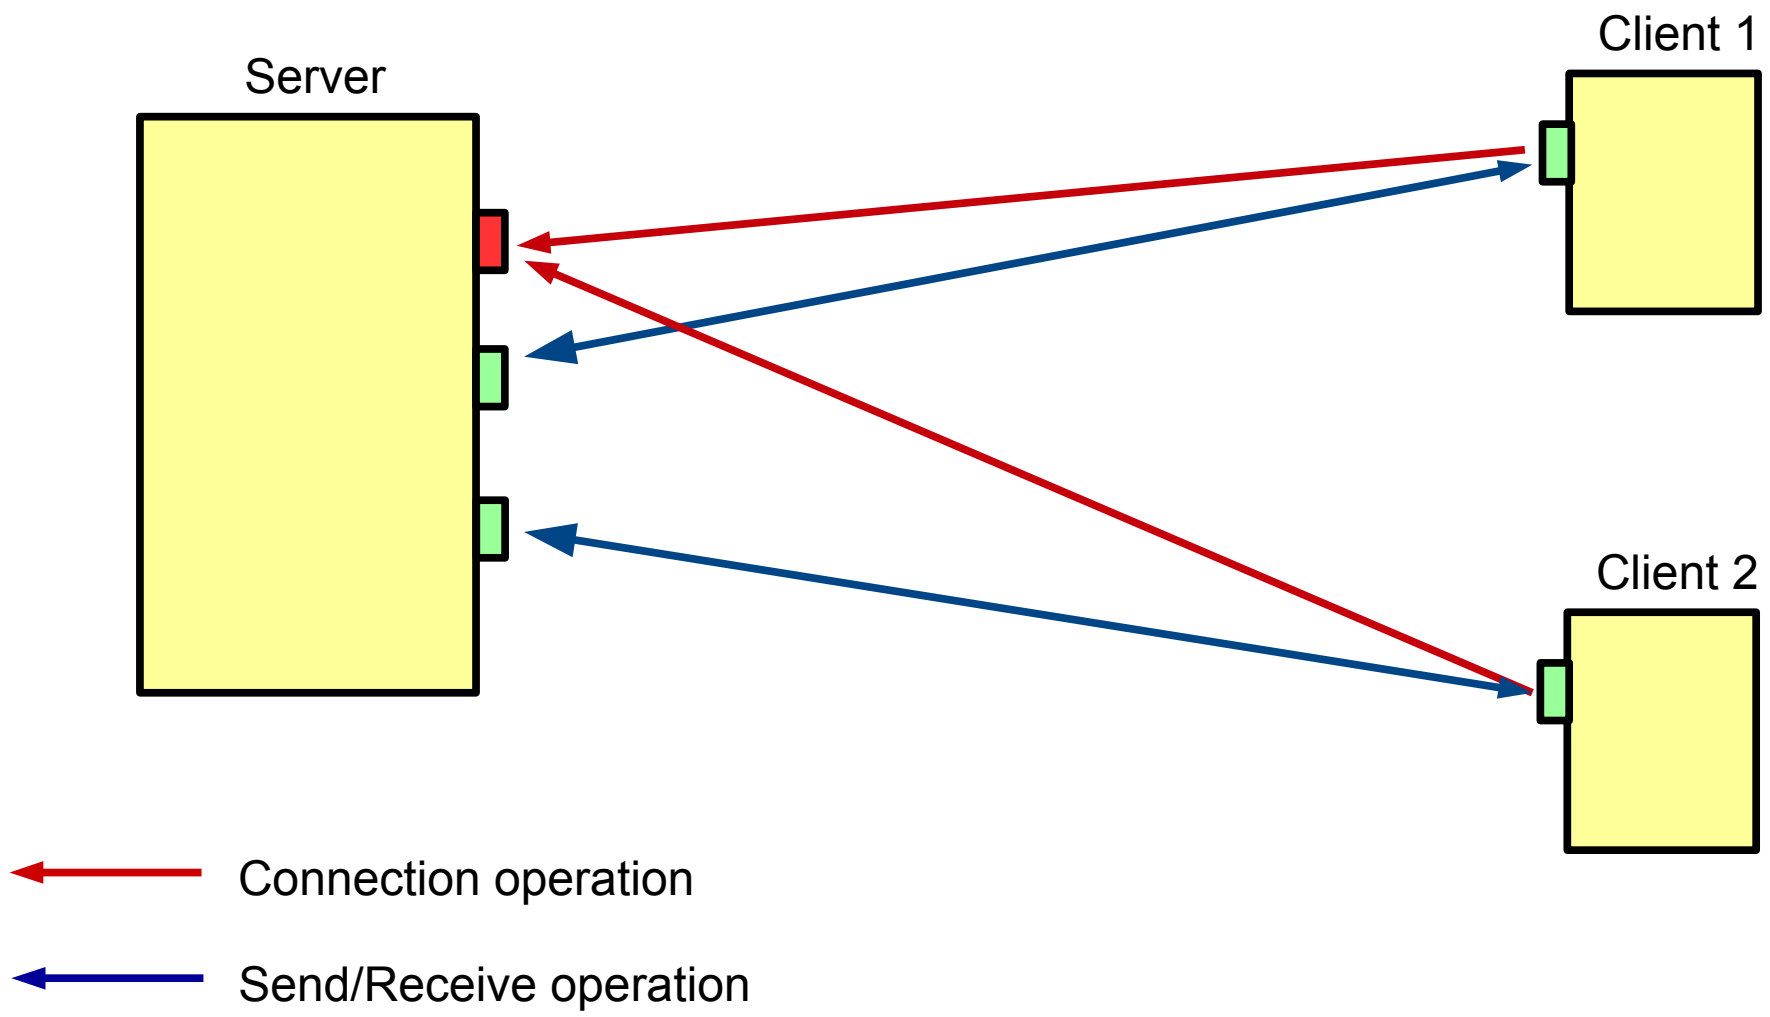 Client 1
Server
Client 2
Connection operation
Send/Receive operation